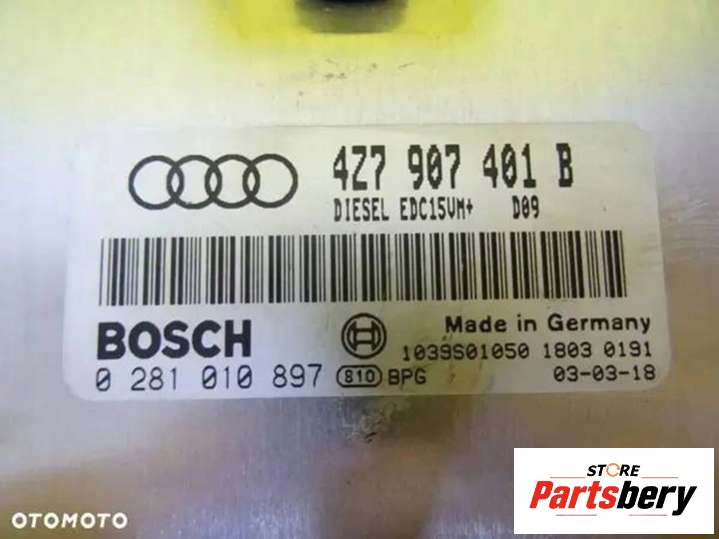 4Z7 907 401 B
DIESEL EDC15VM+ D09
BOSCH
Made in Germany
1039S01050 1803 0191
0 281 010 897 810 BPG 03-03-18
STORE
Partsbery
OTOMOTO